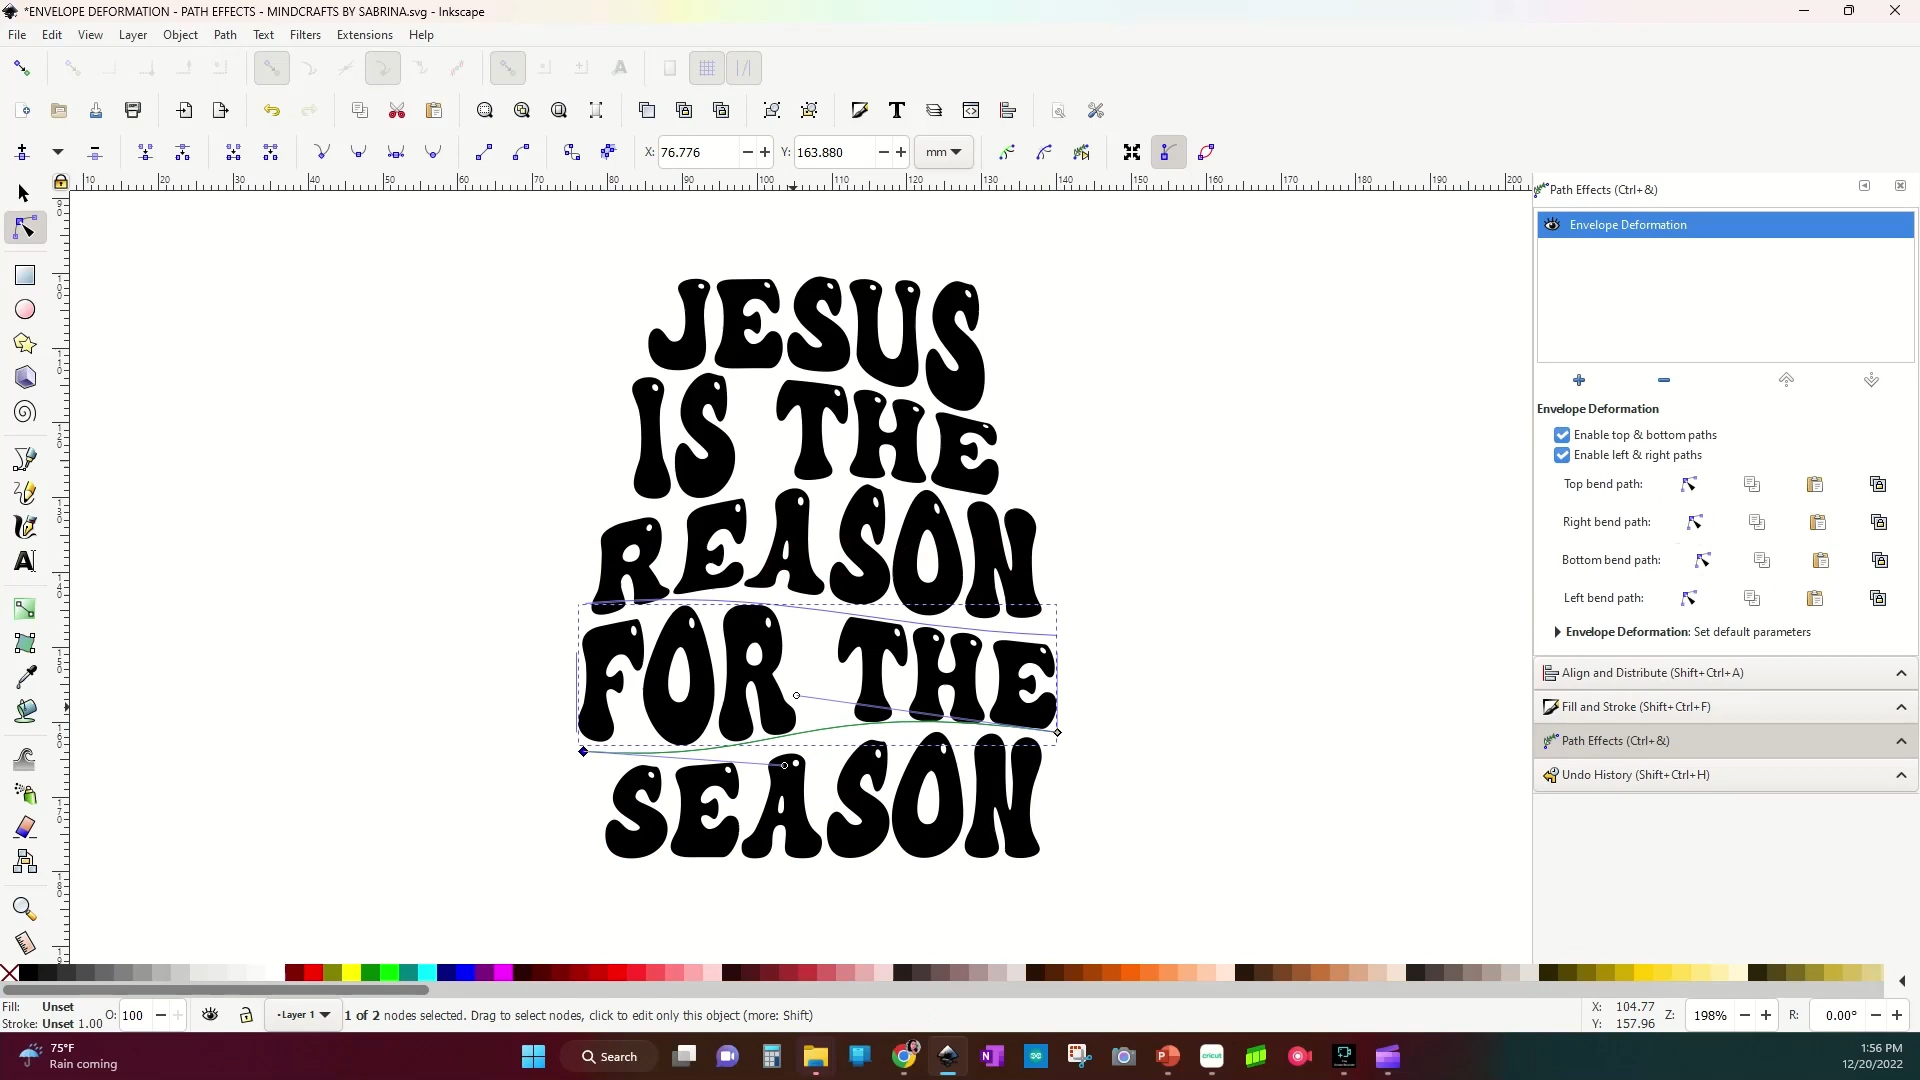 *ENVELOPE DEFORMATION - PATH EFFECTS - MINDCRAFTS BY SABRINA.svg - Inkscape
File Edit View Layer Object Path Text Filters Extensions Help
X: 76.776 Y: 163.880 mm
Path Effects (Ctrl+&)
Envelope Deformation
JESUS
IS THE
REASON
FOR THE
SEASON
Envelope Deformation
Enable top & bottom paths
Enable left & right paths
Top bend path:
Right bend path:
Bottom bend path:
Left bend path:
Envelope Deformation: Set default parameters
Align and Distribute (Shift+Ctrl+A)
Fill and Stroke (Shift+Ctrl+F)
Path Effects (Ctrl+&)
Undo History (Shift+Ctrl+H)
Fill: Unset
Stroke: Unset 1.00 O: 100 Layer 1 1 of 2 nodes selected. Drag to select nodes, click to edit only this object (more: Shift)
X: 104.77
Y: 157.96 Z: 198% R: 0.00°
75°F
Rain coming
Search
cricut
1:56 PM
12/20/2022